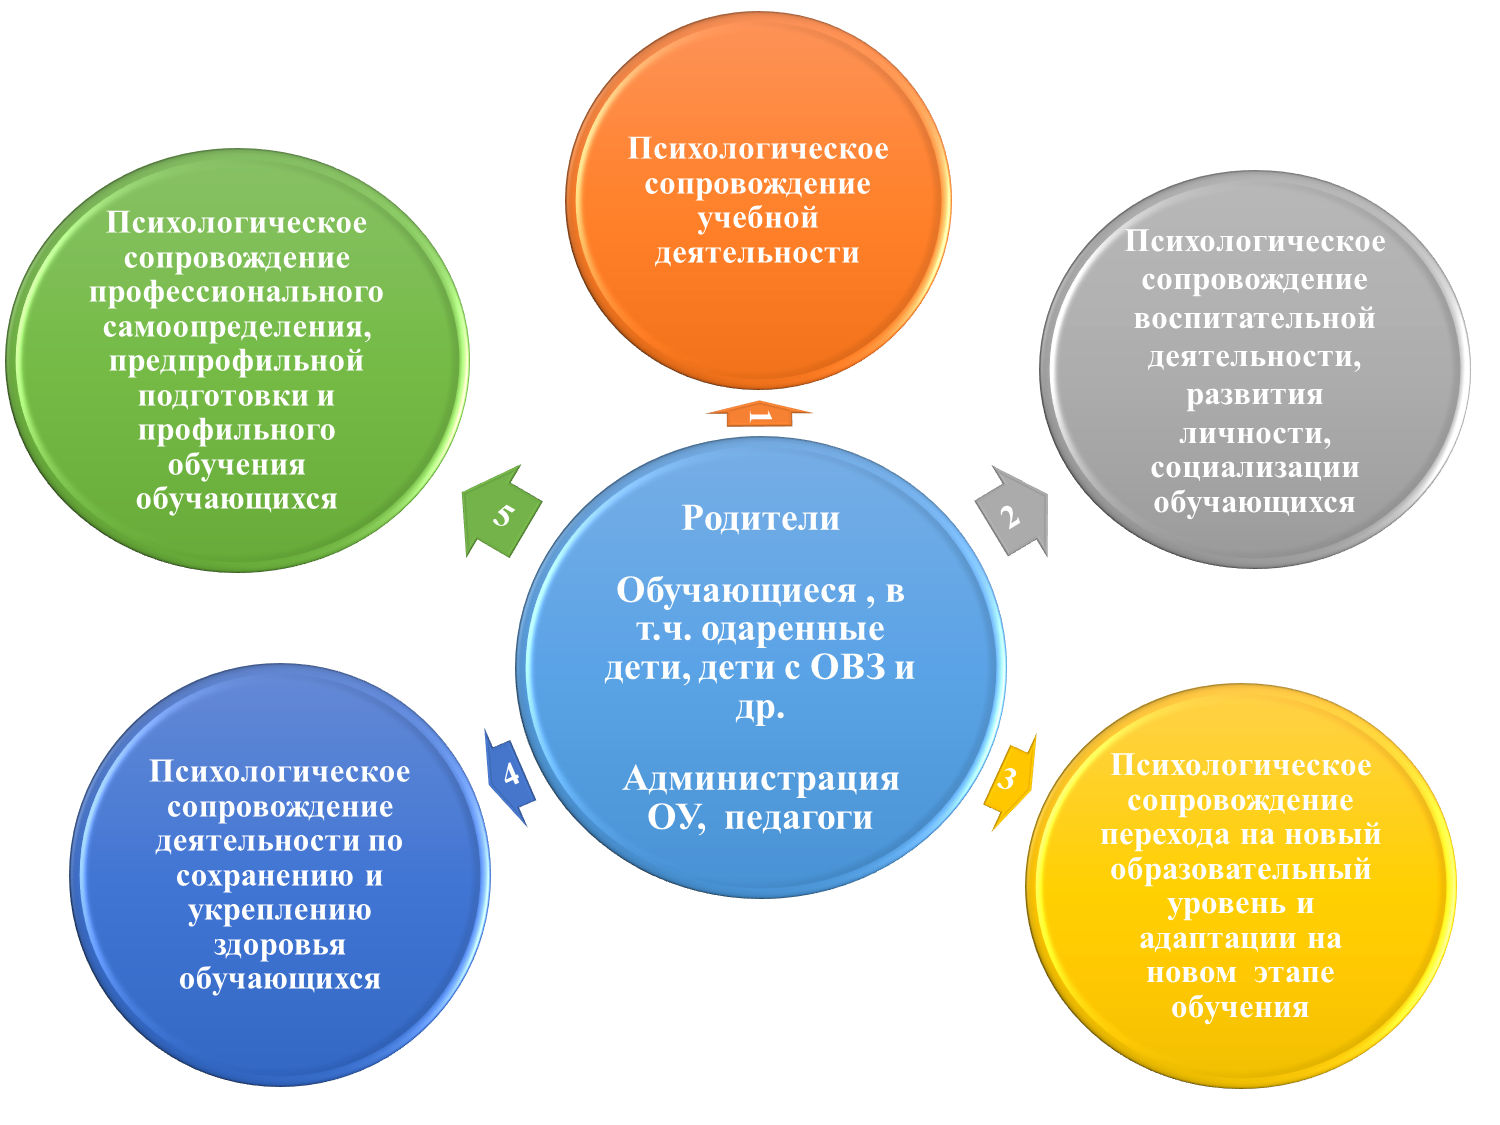 Психологическое
сопровождение
учебной
деятельности
1
Психологическое
сопровождение
воспитательной
деятельности,
развития
личности,
социализации
обучающихся
2
Психологическое
сопровождение
перехода на новый
образовательный
уровень и
адаптации на
новом этапе
обучения
3
Психологическое
сопровождение
деятельности по
сохранению и
укреплению
здоровья
обучающихся
4
Психологическое
сопровождение
профессионального
самоопределения,
предпрофильной
подготовки и
профильного
обучения
обучающихся
5
Родители
Обучающиеся , в
т.ч. одаренные
дети, дети с ОВЗ и
др.
Администрация
ОУ, педагоги